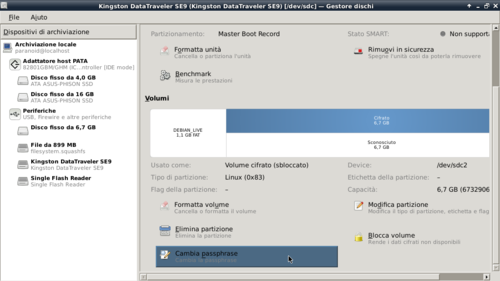 Kingston DataTraveler SE9 (Kingston DataTraveler SE9) [/dev/sdc] — Gestore dischi
File Aiuto
Dispositivi di archiviazione
Archiviazione locale
paranoid@localhost
Adattatore host PATA
82801GBM/GHM (IC...ntroller [IDE mode]
Disco fisso da 4,0 GB
ATA ASUS-PHISON SSD
Disco fisso da 16 GB
ATA ASUS-PHISON SSD
Periferiche
USB, Firewire e altre periferiche
Disco fisso da 6,7 GB
File da 899 MB
filesystem.squashfs
Kingston DataTraveler SE9
Kingston DataTraveler SE9
Single Flash Reader
Single Flash Reader
Partizionamento: Master Boot Record
Stato SMART: Non support
Formatta unità
Cancella o partiziona l'unità
Rimuovi in sicurezza
Spegne l'unità così da poterla rimuovere
Benchmark
Misura le prestazioni
Volumi
DEBIAN_LIVE
1,1 GB FAT
Cifrato
6,7 GB
Sconosciuto
6,7 GB
Usato come: Volume cifrato (sbloccato)
Device: /dev/sdc2
Tipo di partizione: Linux (0x83)
Etichetta della partizione: –
Flag della partizione: –
Capacità: 6,7 GB (6732906
Formatta volume
Cancella o formatta il volume
Modifica partizione
Modifica il tipo di partizione, etichetta e flag
Elimina partizione
Elimina la partizione
Blocca volume
Rende i dati cifrati non disponibili
Cambia passphrase